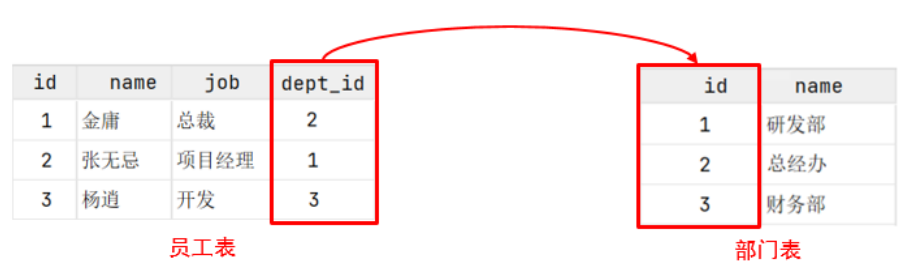 id name job dept_id
1 金庸 总裁 2
2 张无忌 项目经理 1
3 杨逍 开发 3
员工表
id name
1 研发部
2 总经办
3 财务部
部门表